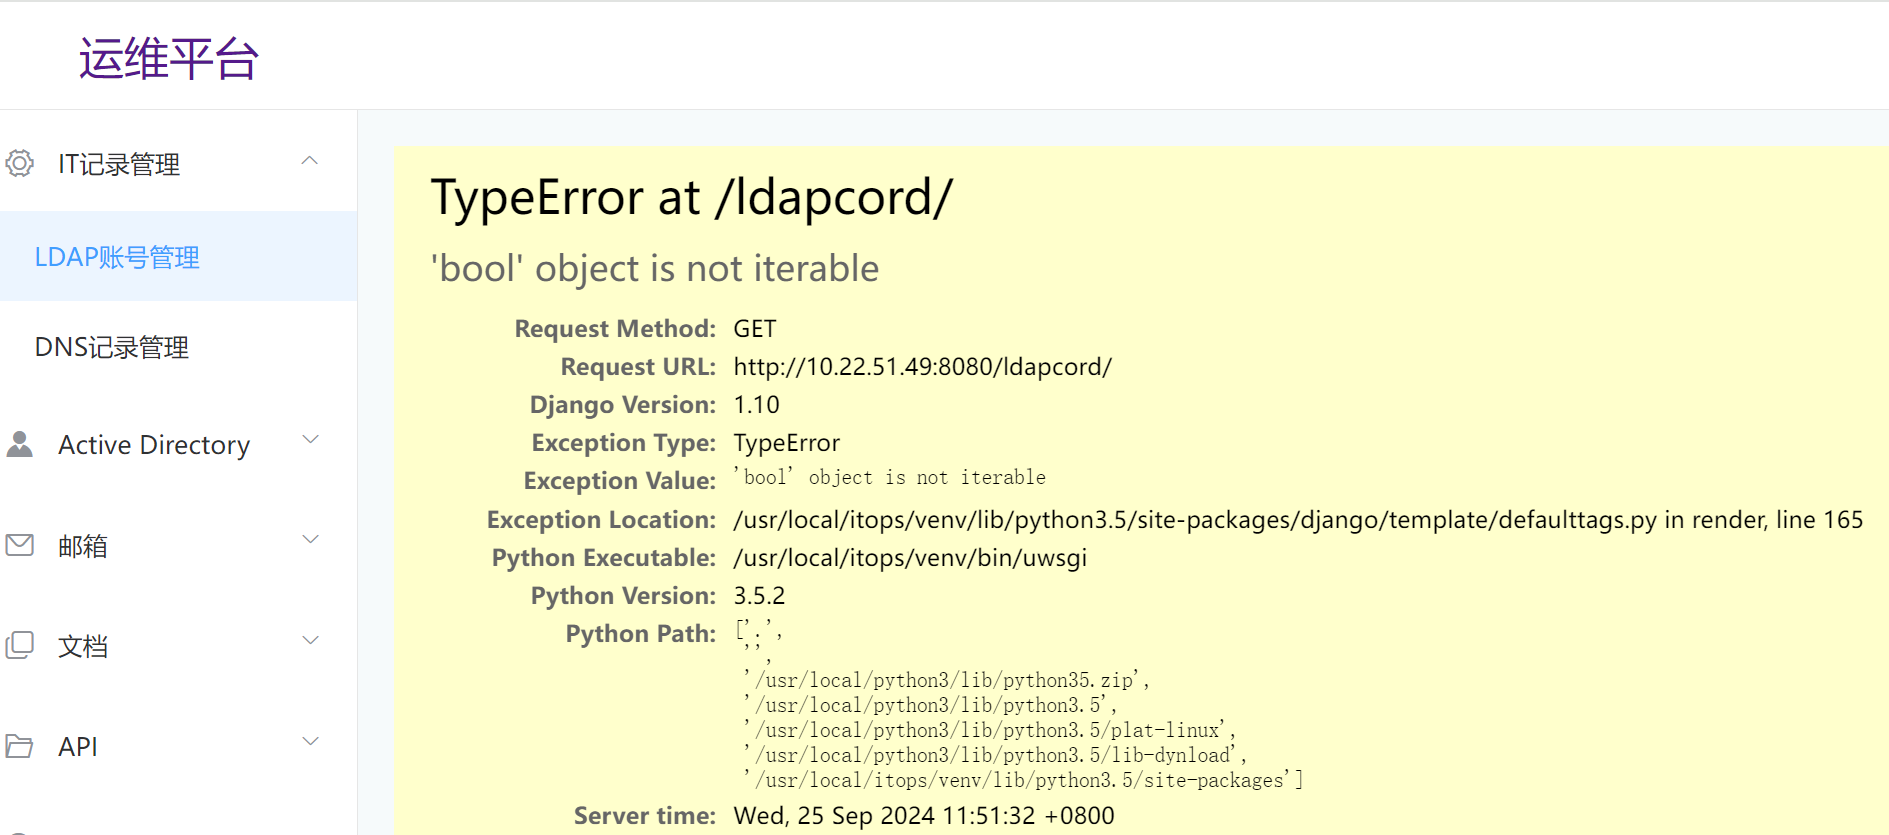 运维平台
IT记录管理
LDAP账号管理
DNS记录管理
Active Directory
邮箱
文档
API
TypeError at /ldapcord/
'bool' object is not iterable
Request Method: GET
Request URL: http://10.22.51.49:8080/ldapcord/
Django Version: 1.10
Exception Type: TypeError
Exception Value: 'bool' object is not iterable
Exception Location: /usr/local/itops/venv/lib/python3.5/site-packages/django/template/defaulttags.py in render, line 165
Python Executable: /usr/local/itops/venv/bin/uwsgi
Python Version: 3.5.2
Python Path: ['.',
'',
'/usr/local/python3/lib/python35.zip',
'/usr/local/python3/lib/python3.5',
'/usr/local/python3/lib/python3.5/plat-linux',
'/usr/local/python3/lib/python3.5/lib-dynload',
'/usr/local/itops/venv/lib/python3.5/site-packages']
Server time: Wed, 25 Sep 2024 11:51:32 +0800